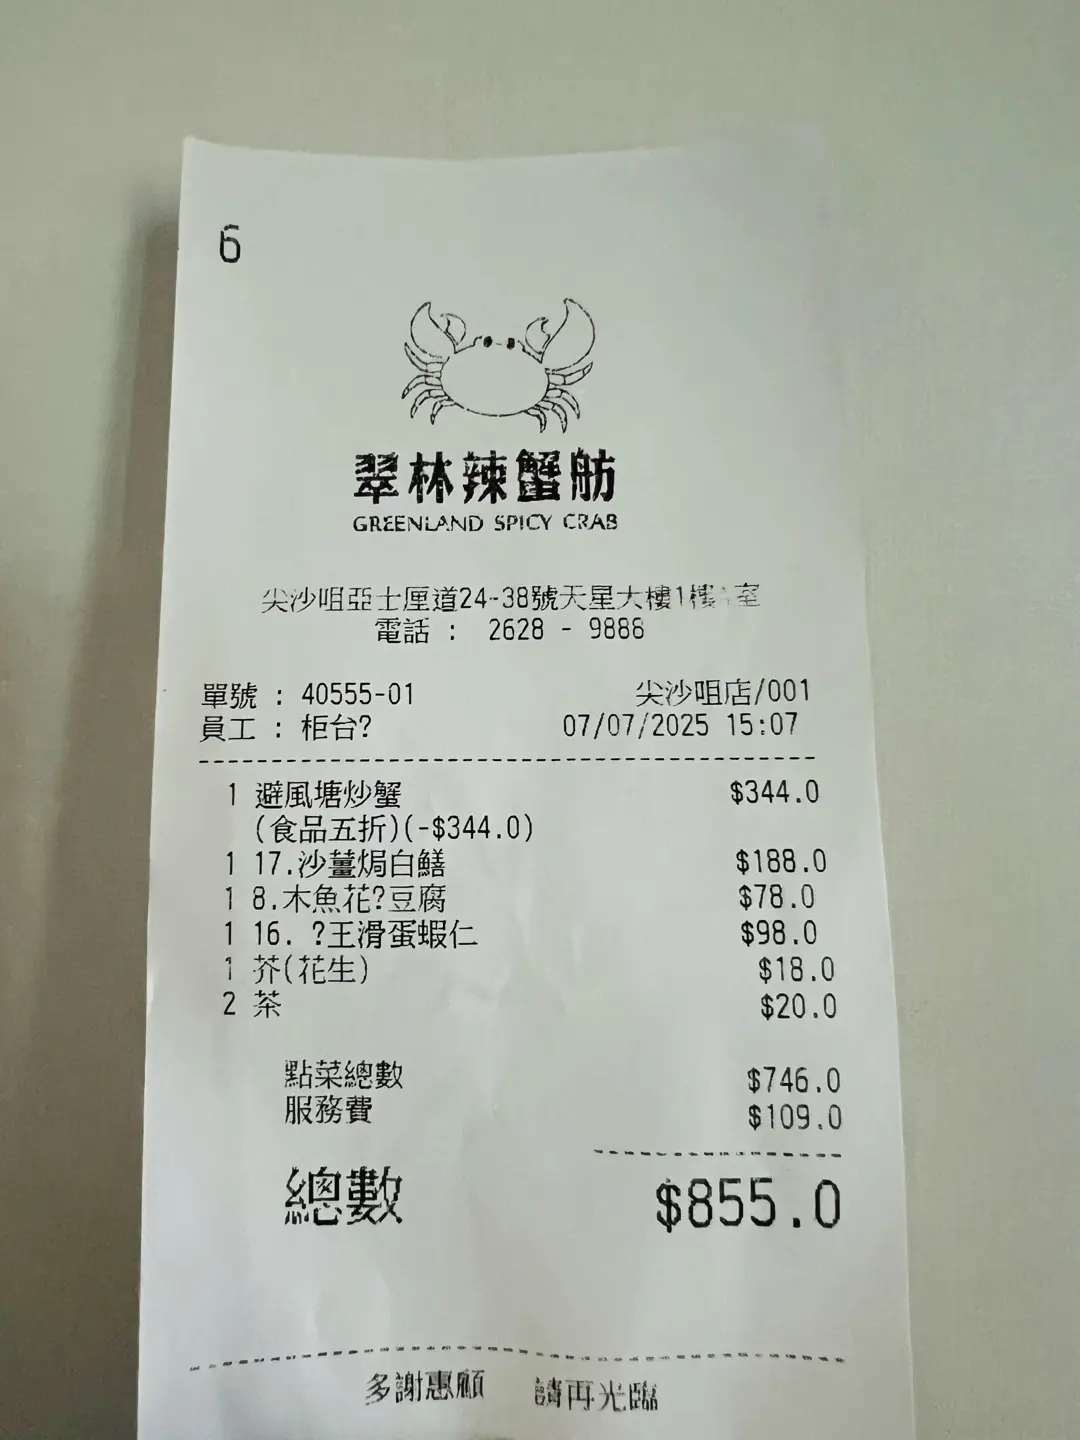 6
翠林辣蟹舫
GREENLAND SPICY CRAB
尖沙咀亞士厘道24-38號天星大樓1樓 室
電話 : 2628 - 9888
單號 : 40555-01 尖沙咀店/001
員工 : 柜台? 07/07/2025 15:07
1 避風塘炒蟹 $344.0
(食品五折)(-$344.0)
1 17.沙薑焗白鱔 $188.0
1 8.木魚花?豆腐 $78.0
1 16. ?王滑蛋蝦仁 $98.0
1 芥(花生) $18.0
2 茶 $20.0
點菜總數 $746.0
服務費 $109.0
總數 $855.0
多謝惠顧 請再光臨